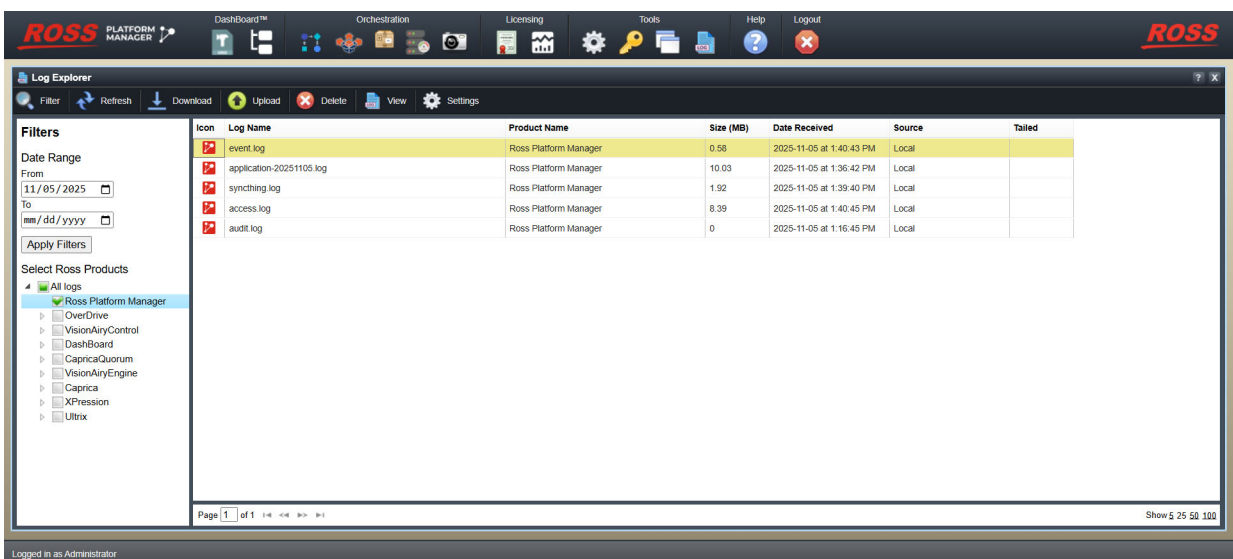 DashBoard™ Orchestration Licensing Tools Help Logout
ROSS PLATFORM MANAGER
ROSS
LOG
Log Explorer ? X
Filter Refresh Download Upload Delete View Settings
Filters
Date Range
From
11/05/2025
To
mm/dd/yyyy
Apply Filters
Select Ross Products
All logs
Ross Platform Manager
OverDrive
VisionAiryControl
DashBoard
CapricaQuorum
VisionAiryEngine
Caprica
XPression
Ultrix
Icon Log Name Product Name Size (MB) Date Received Source Tailed
event.log Ross Platform Manager 0.58 2025-11-05 at 1:40:43 PM Local
application-20251105.log Ross Platform Manager 10.03 2025-11-05 at 1:36:42 PM Local
syncthing.log Ross Platform Manager 1.92 2025-11-05 at 1:39:40 PM Local
access.log Ross Platform Manager 8.39 2025-11-05 at 1:40:45 PM Local
audit.log Ross Platform Manager 0 2025-11-05 at 1:16:45 PM Local
Page 1 of 1 Show 5 25 50 100
Logged in as Administrator